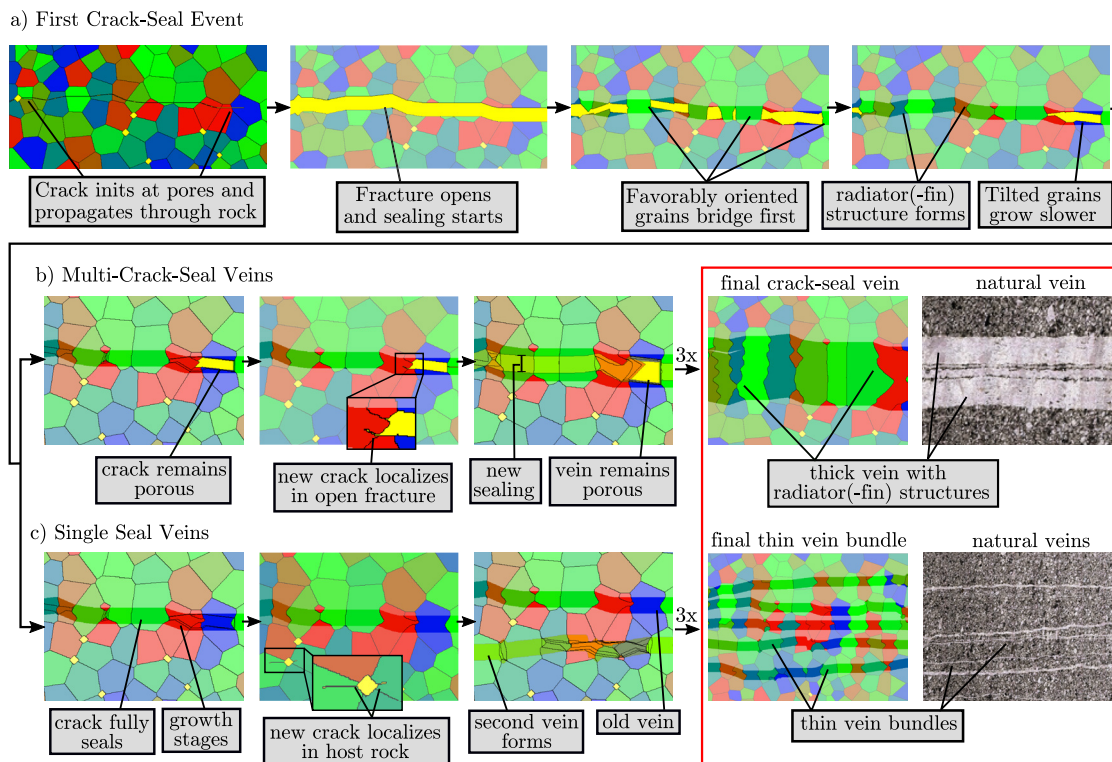 a) First Crack-Seal Event
Crack inits at pores and
propagates through rock
Fracture opens
and sealing starts
Favorably oriented
grains bridge first
radiator(-fin)
structure forms
Tilted grains
grow slower
b) Multi-Crack-Seal Veins
crack remains
porous
new crack localizes
in open fracture
new
sealing
vein remains
porous
3x
final crack-seal vein
natural vein
thick vein with
radiator(-fin) structures
c) Single Seal Veins
crack fully
seals
growth
stages
new crack localizes
in host rock
second vein
forms
old vein
3x
final thin vein bundle
natural veins
thin vein bundles